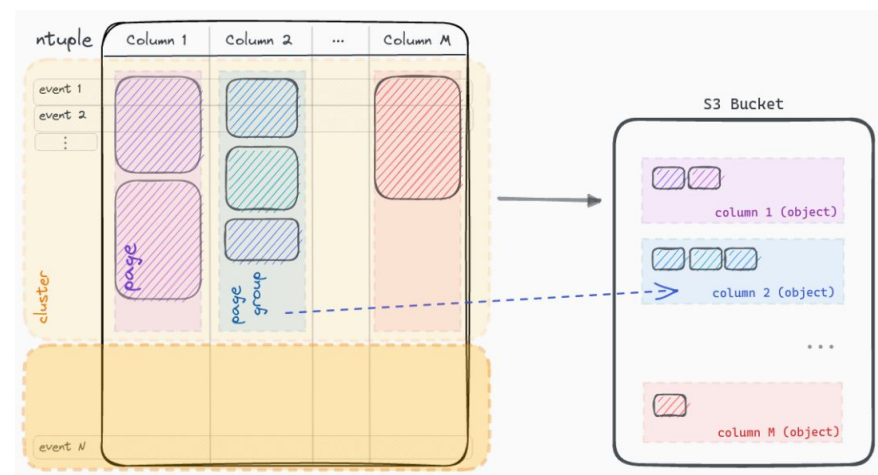 ntuple
Column 1
Column 2
...
Column M
event 1
event 2
⋮
page
page
group
cluster
event N
S3 Bucket
column 1 (object)
column 2 (object)
...
column M (object)